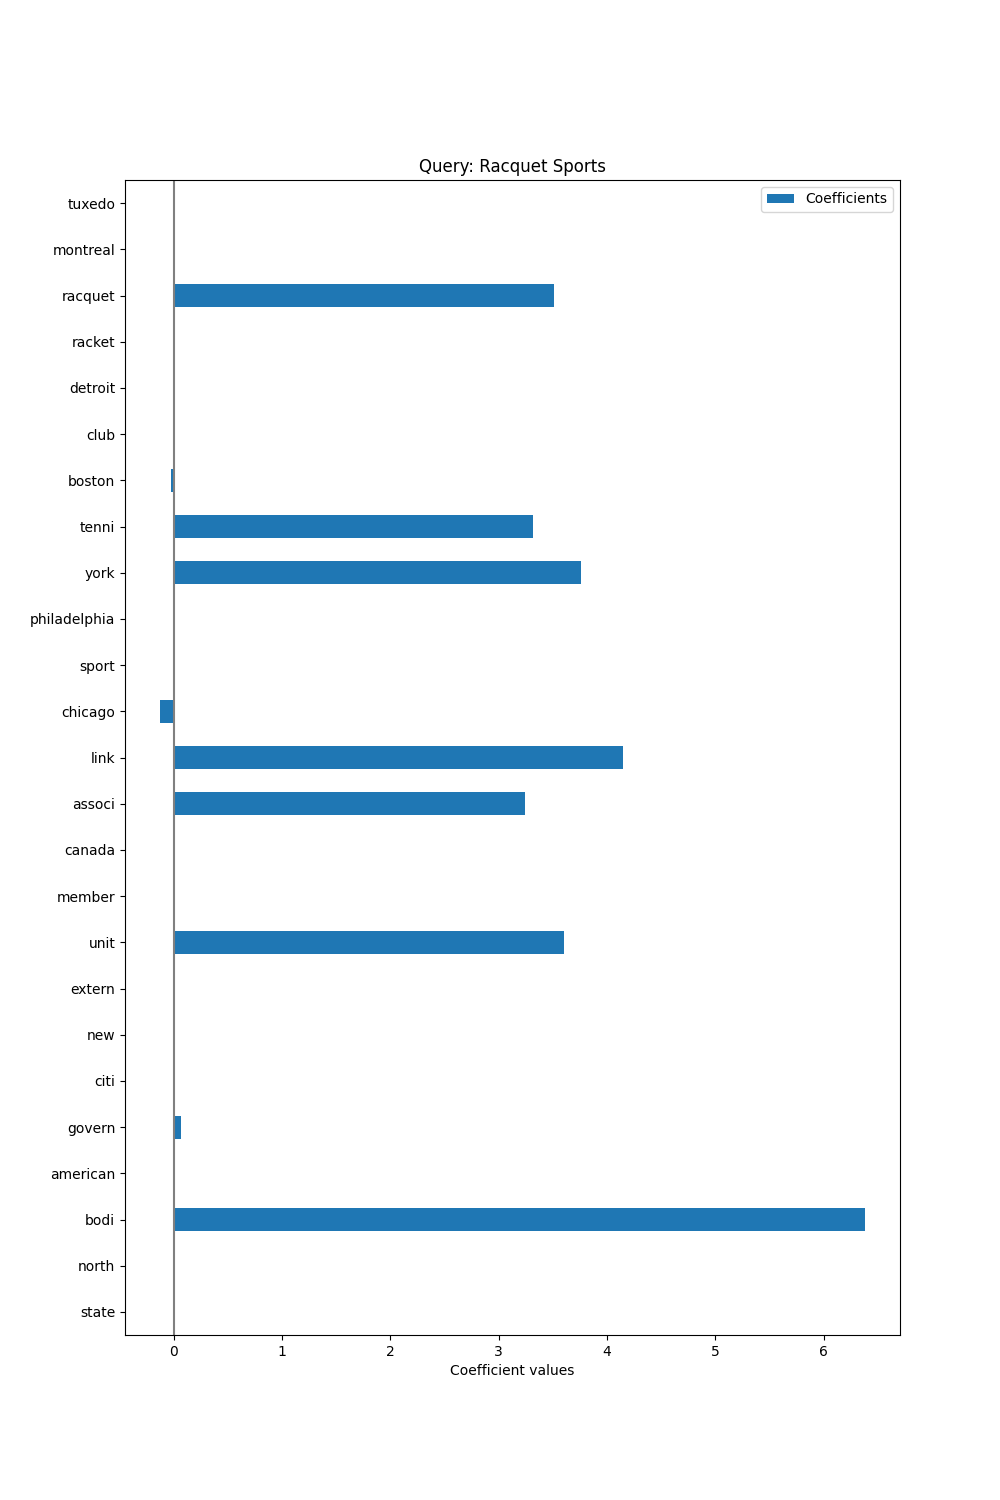 Query: Racquet Sports
Coefficients
tuxedo
montreal
racquet
racket
detroit
club
boston
tenni
york
philadelphia
sport
chicago
link
associ
canada
member
unit
extern
new
citi
govern
american
bodi
north
state
0 1 2 3 4 5 6
Coefficient values